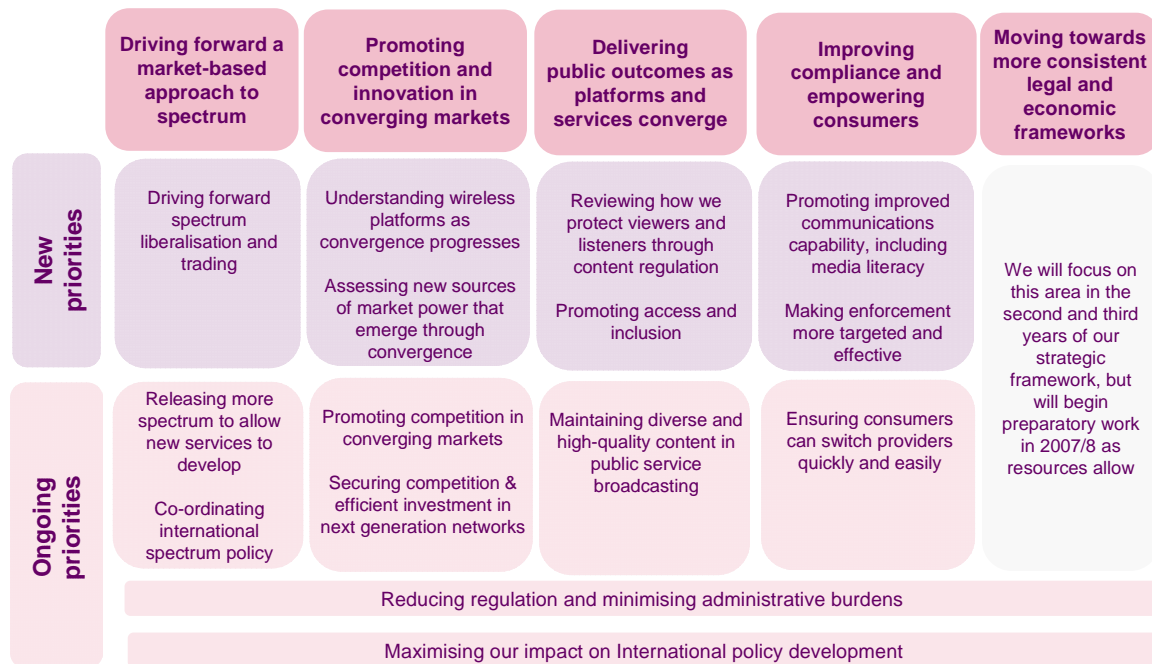 Driving forward a
market-based
approach to
spectrum
Promoting
competition and
innovation in
converging markets
Delivering
public outcomes as
platforms and
services converge
Improving
compliance and
empowering
consumers
Moving towards
more consistent
legal and
economic
frameworks
New
priorities
Driving forward
spectrum
liberalisation and
trading
Understanding wireless
platforms as
convergence progresses
Assessing new sources
of market power that
emerge through
convergence
Reviewing how we
protect viewers and
listeners through
content regulation
Promoting access and
inclusion
Promoting improved
communications
capability, including
media literacy
Making enforcement
more targeted and
effective
We will focus on
this area in the
second and third
years of our
strategic
framework, but
will begin
preparatory work
in 2007/8 as
resources allow
Ongoing
priorities
Releasing more
spectrum to allow
new services to
develop
Co-ordinating
international
spectrum policy
Promoting competition in
converging markets
Securing competition &
efficient investment in
next generation networks
Maintaining diverse and
high-quality content in
public service
broadcasting
Ensuring consumers
can switch providers
quickly and easily
Reducing regulation and minimising administrative burdens
Maximising our impact on International policy development